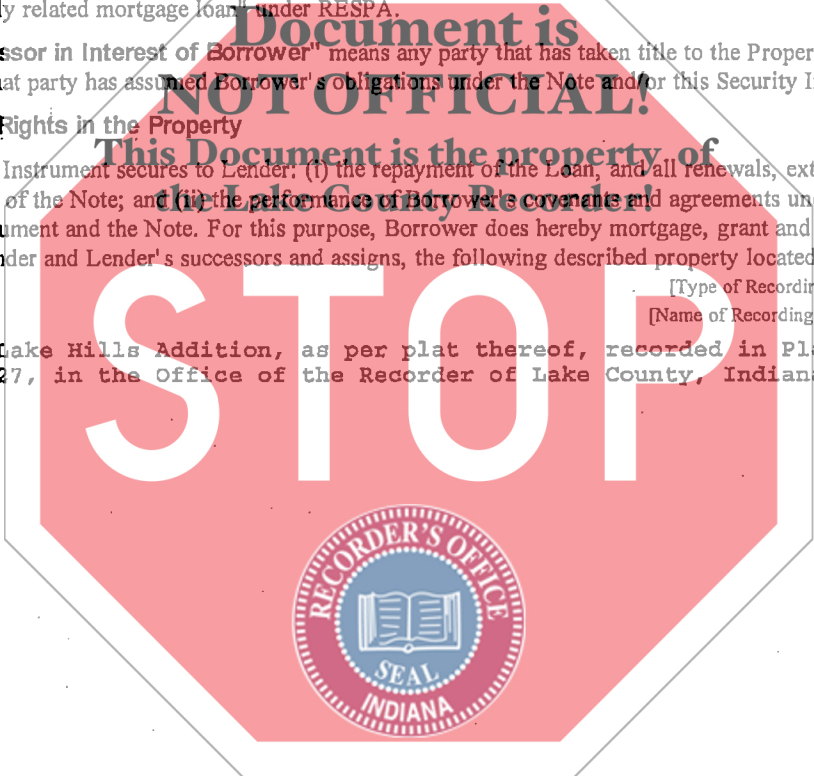 y related mortgage loan" under RESPA.
Document is
ssor in Interest of Borrower" means any party that has taken title to the Proper
at party has assumed Borrower's obligations under the Note and/or this Security I
NOT OFFICIAL!
Rights in the Property
This Document is the property of
Instrument secures to Lender: (i) the repayment of the Loan, and all renewals, ext
of the Note; and (ii) the performance of Borrower's covenants and agreements un
the Lake County Recorder!
ument and the Note. For this purpose, Borrower does hereby mortgage, grant and
der and Lender's successors and assigns, the following described property located
[Type of Recordin
[Name of Recording
STOP
Lake Hills Addition, as per plat thereof, recorded in Pla
27, in the Office of the Recorder of Lake County, Indiana
RECORDER'S OFFICE
SEAL
INDIANA